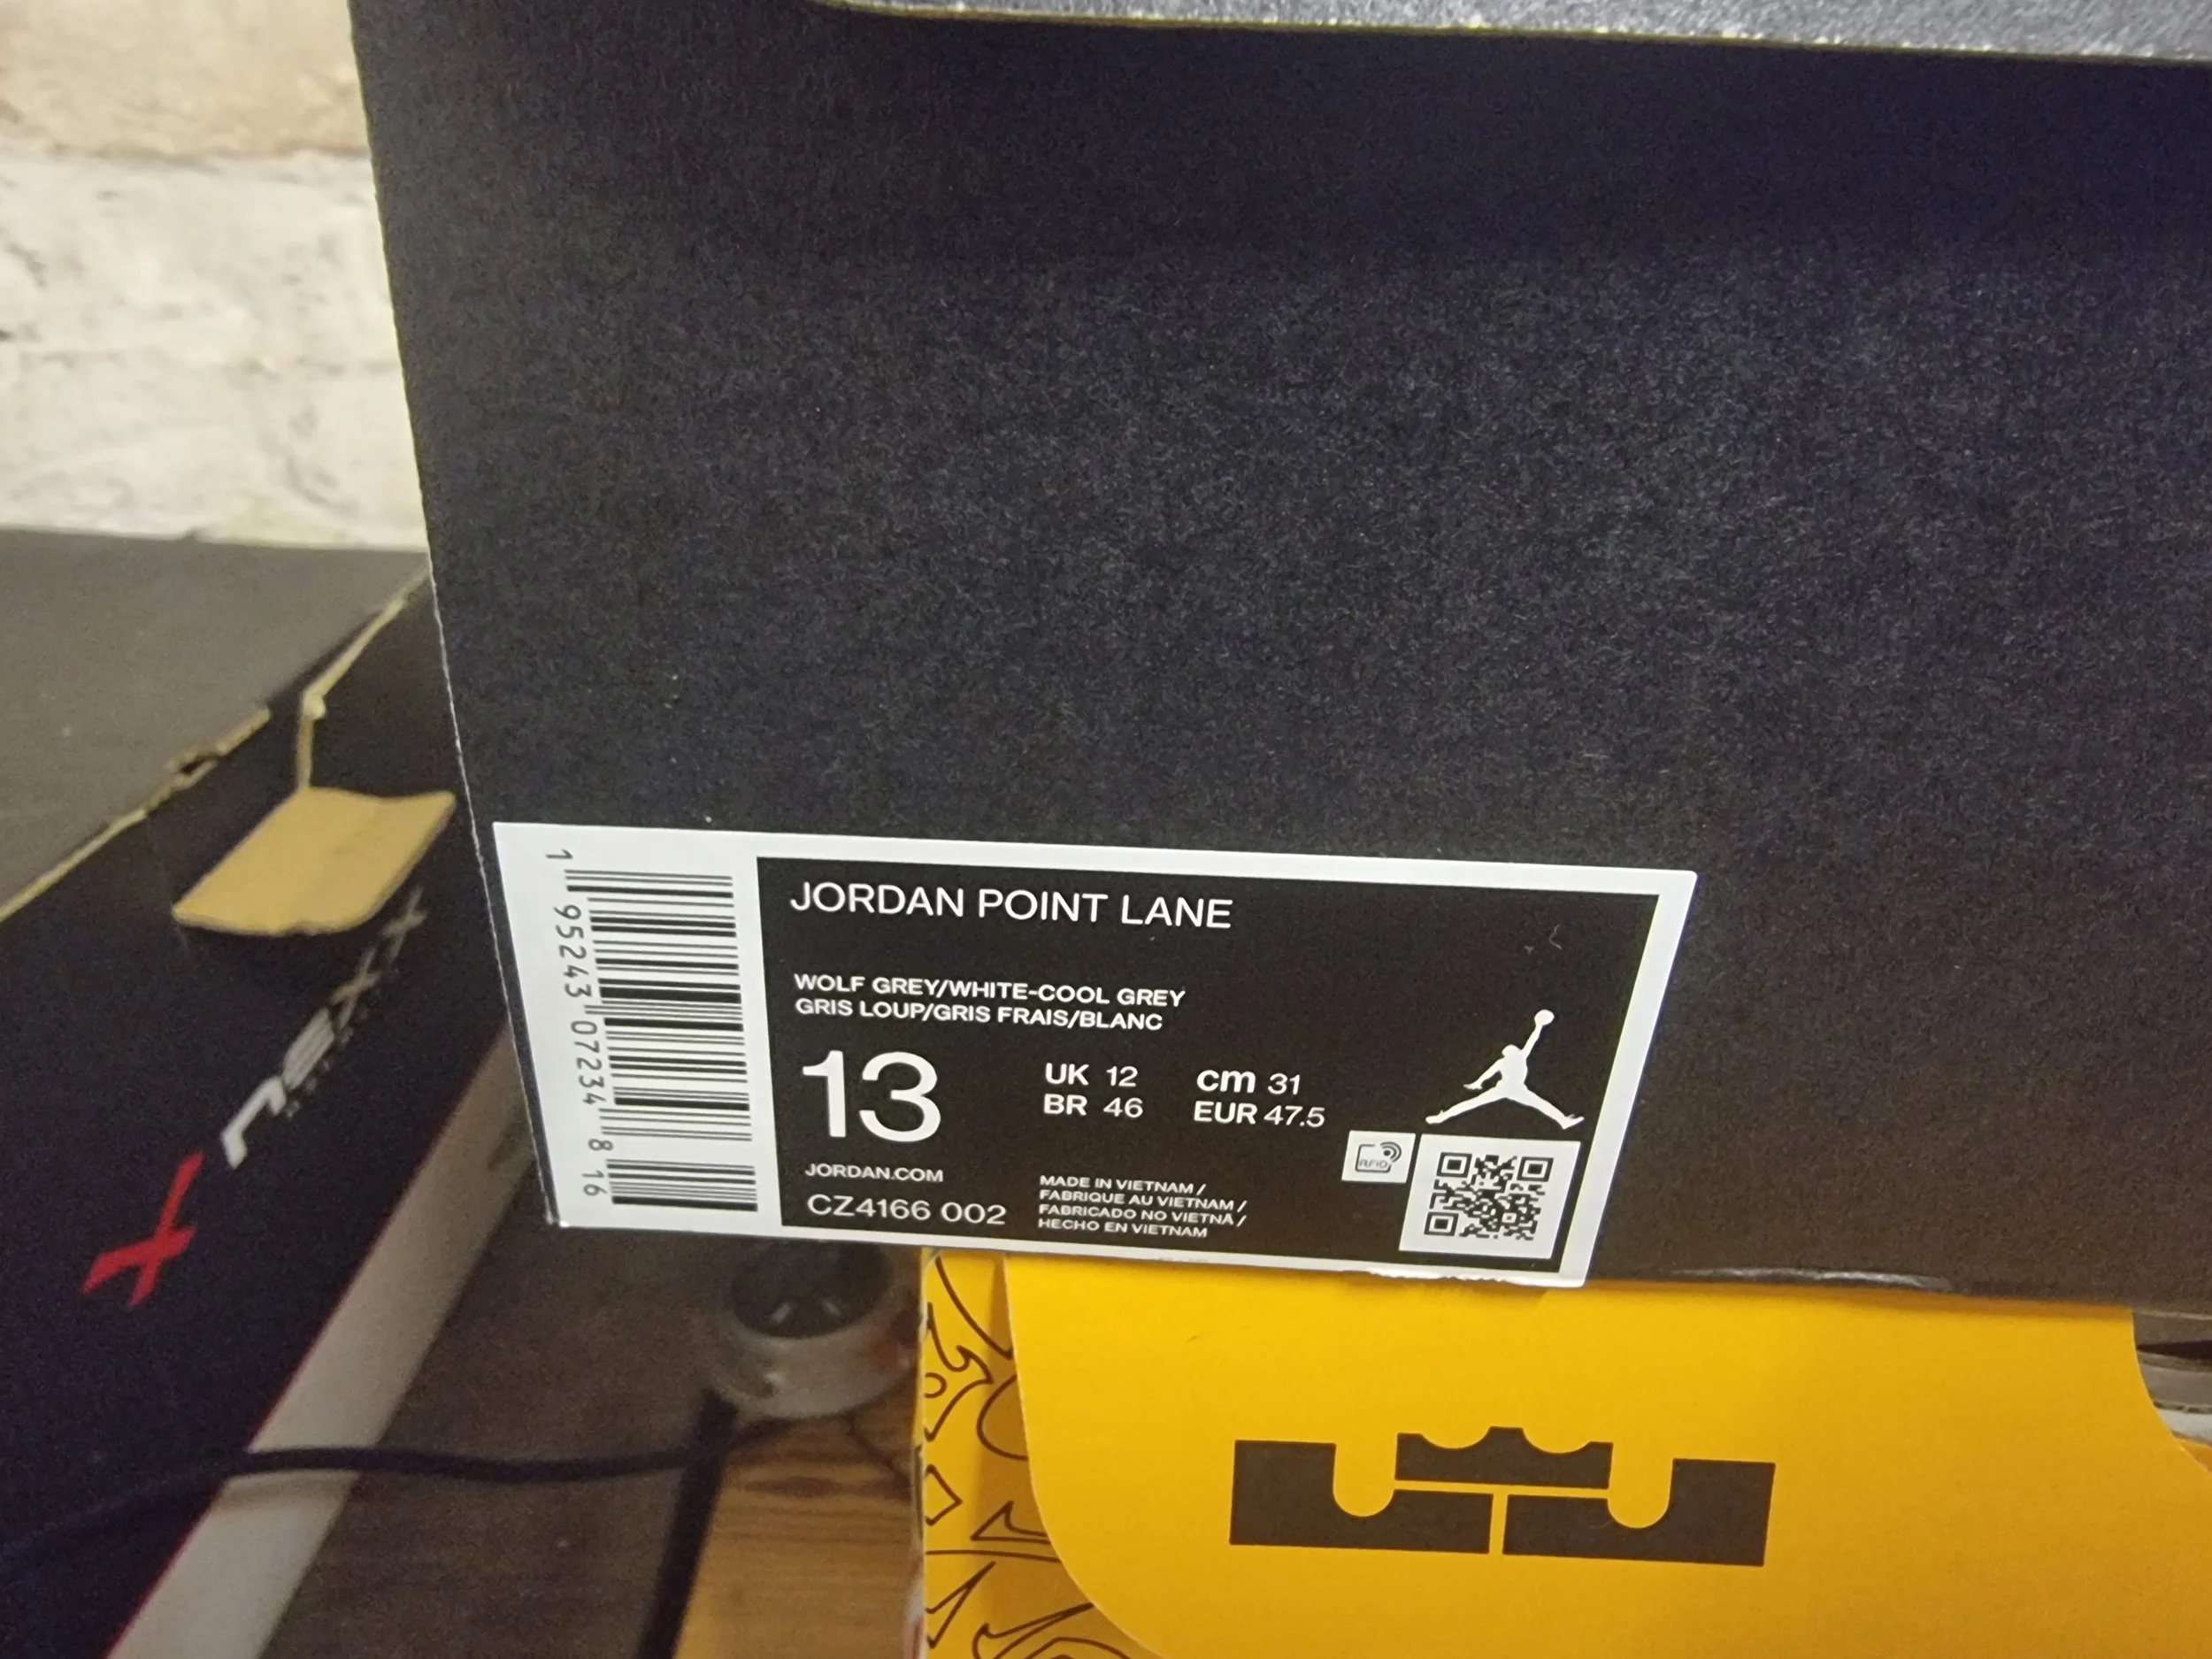 JORDAN POINT LANE
WOLF GREY/WHITE-COOL GREY
GRIS LOUP/GRIS FRAIS/BLANC
13
UK 12
BR 46
cm 31
EUR 47.5
JORDAN.COM
CZ4166 002
MADE IN VIETNAM /
FABRIQUE AU VIETNAM /
FABRICADO NO VIETNÃ /
HECHO EN VIETNAM
RFID
1 95243 07234 8 16